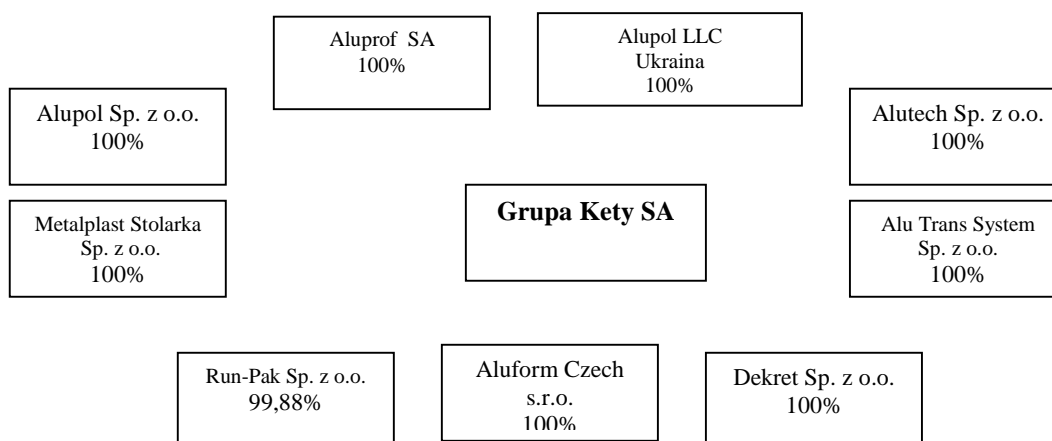 Aluprof SA
100%
Alupol LLC
Ukraina
100%
Alupol Sp. z o.o.
100%
Alutech Sp. z o.o.
100%
Grupa Kety SA
Metalplast Stolarka
Sp. z o.o.
100%
Alu Trans System
Sp. z o.o.
100%
Run-Pak Sp. z o.o.
99,88%
Aluform Czech
s.r.o.
100%
Dekret Sp. z o.o.
100%